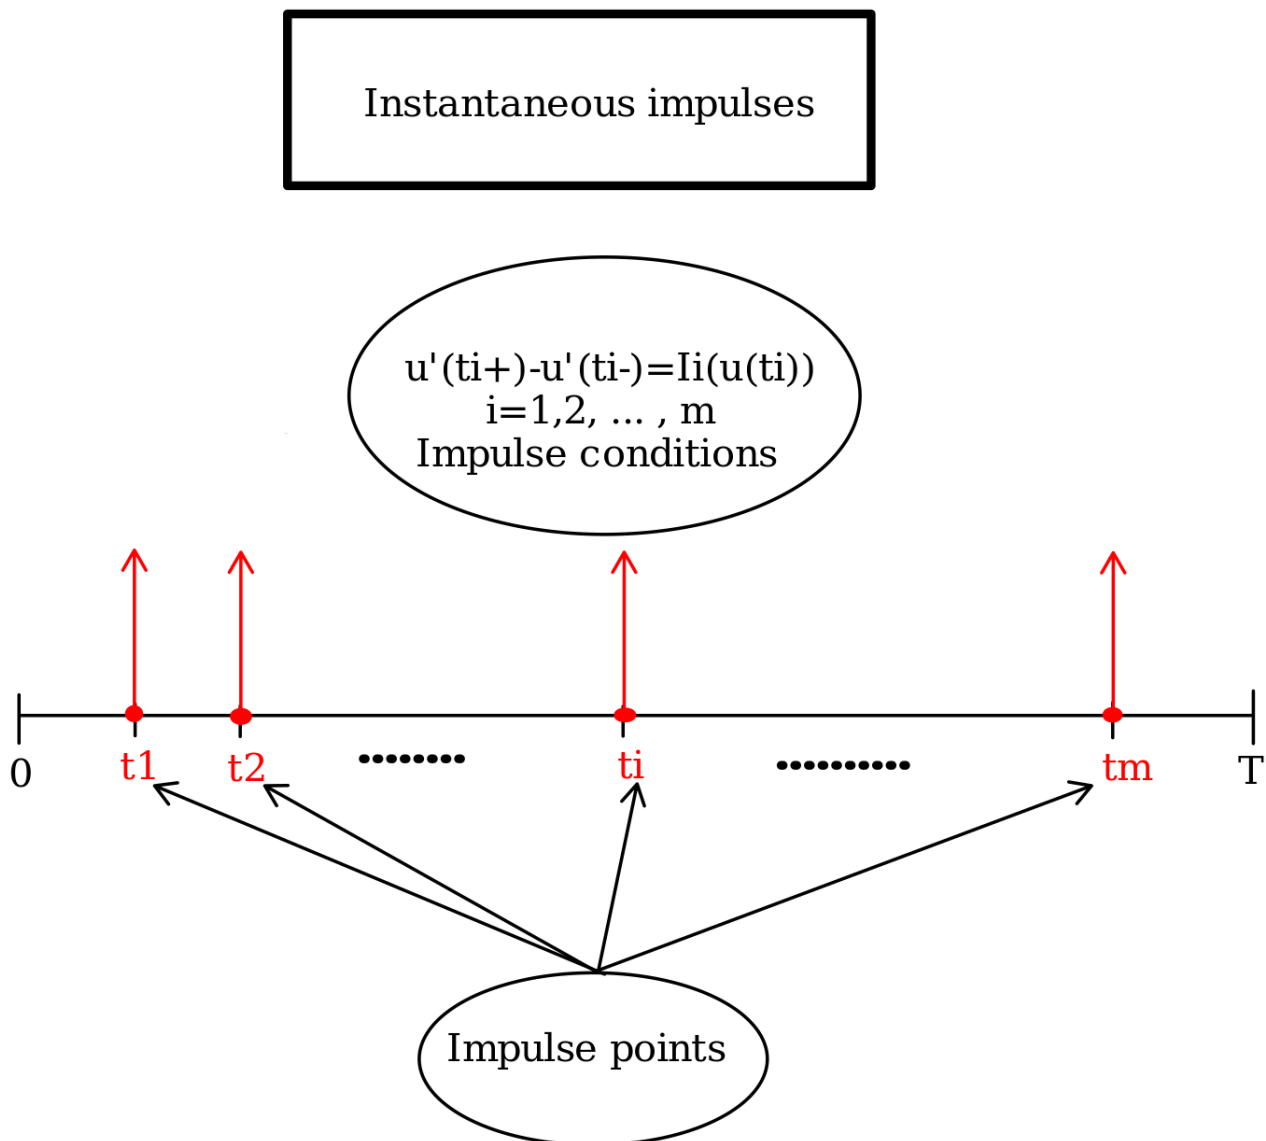 Instantaneous impulses
u'(ti+)-u'(ti-)=Ii(u(ti))
i=1,2, ... , m
Impulse conditions
0 t1 t2 ti tm T
Impulse points